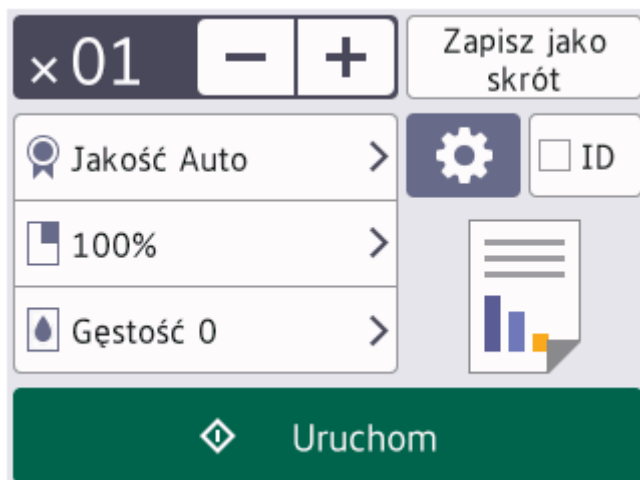 ×01
Zapisz jako
skrót
Jakość Auto
ID
100%
Gęstość 0
Uruchom